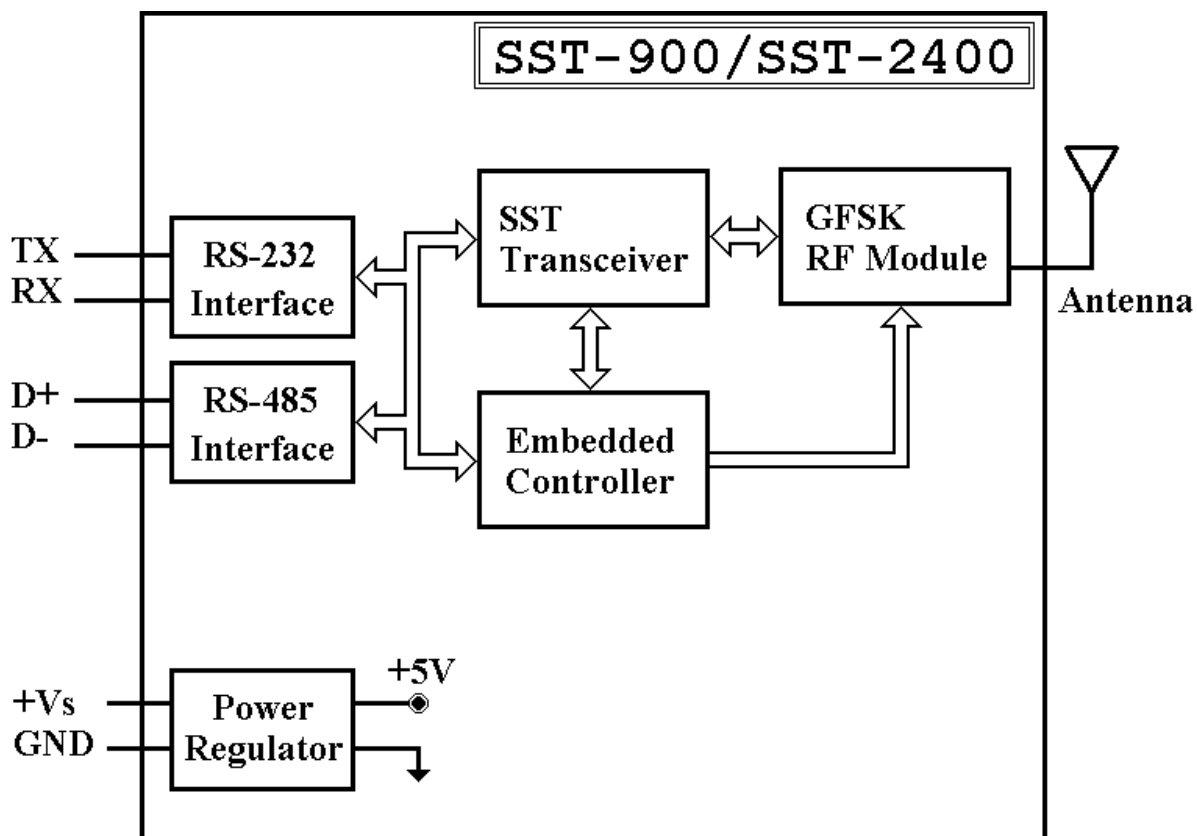 SST-900/SST-2400
TX
RX
RS-232
Interface
SST
Transceiver
GFSK
RF Module
Antenna
D+
D-
RS-485
Interface
Embedded
Controller
+Vs
GND
Power
Regulator
+5V